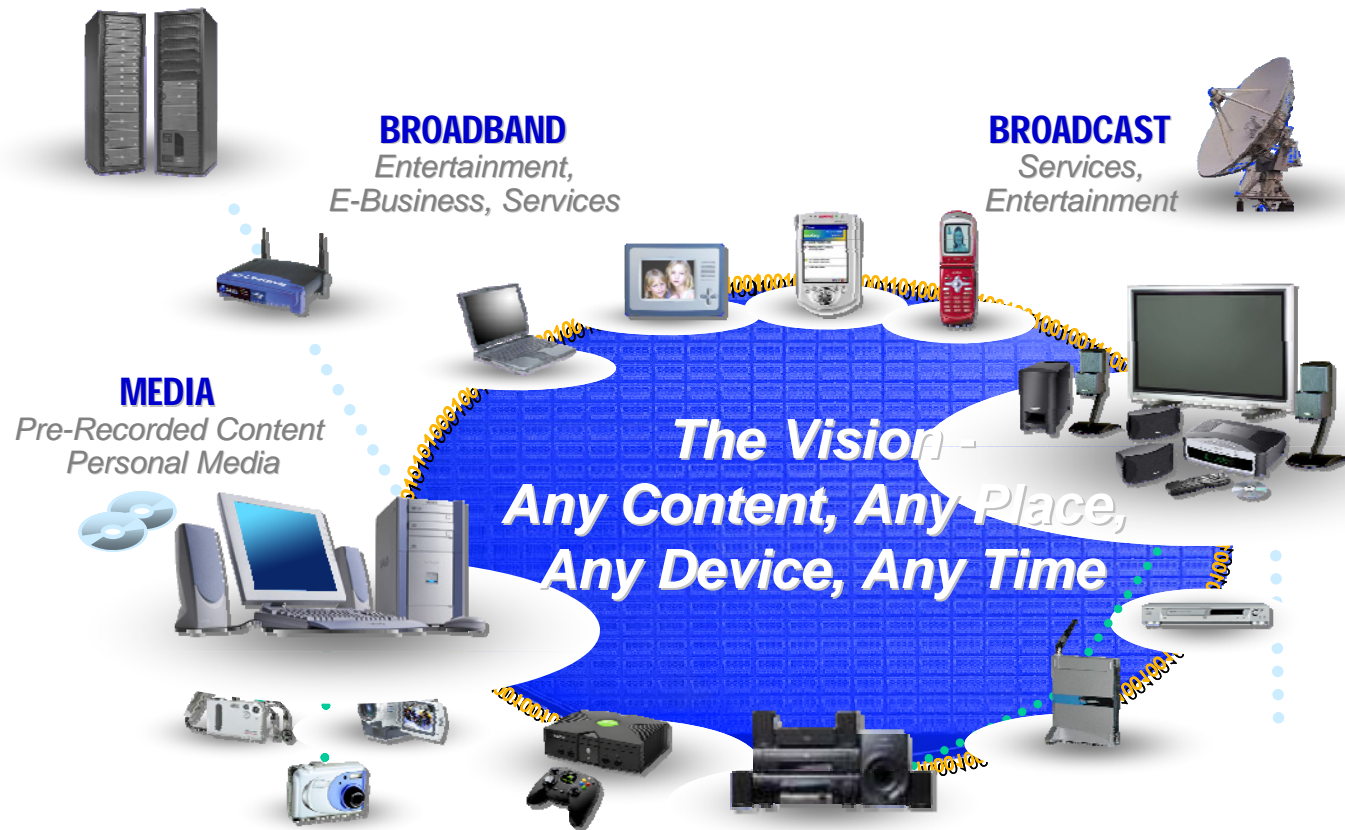 BROADBAND
Entertainment,
E-Business, Services
BROADCAST
Services,
Entertainment
MEDIA
Pre-Recorded Content
Personal Media
The Vision -
Any Content, Any Place,
Any Device, Any Time